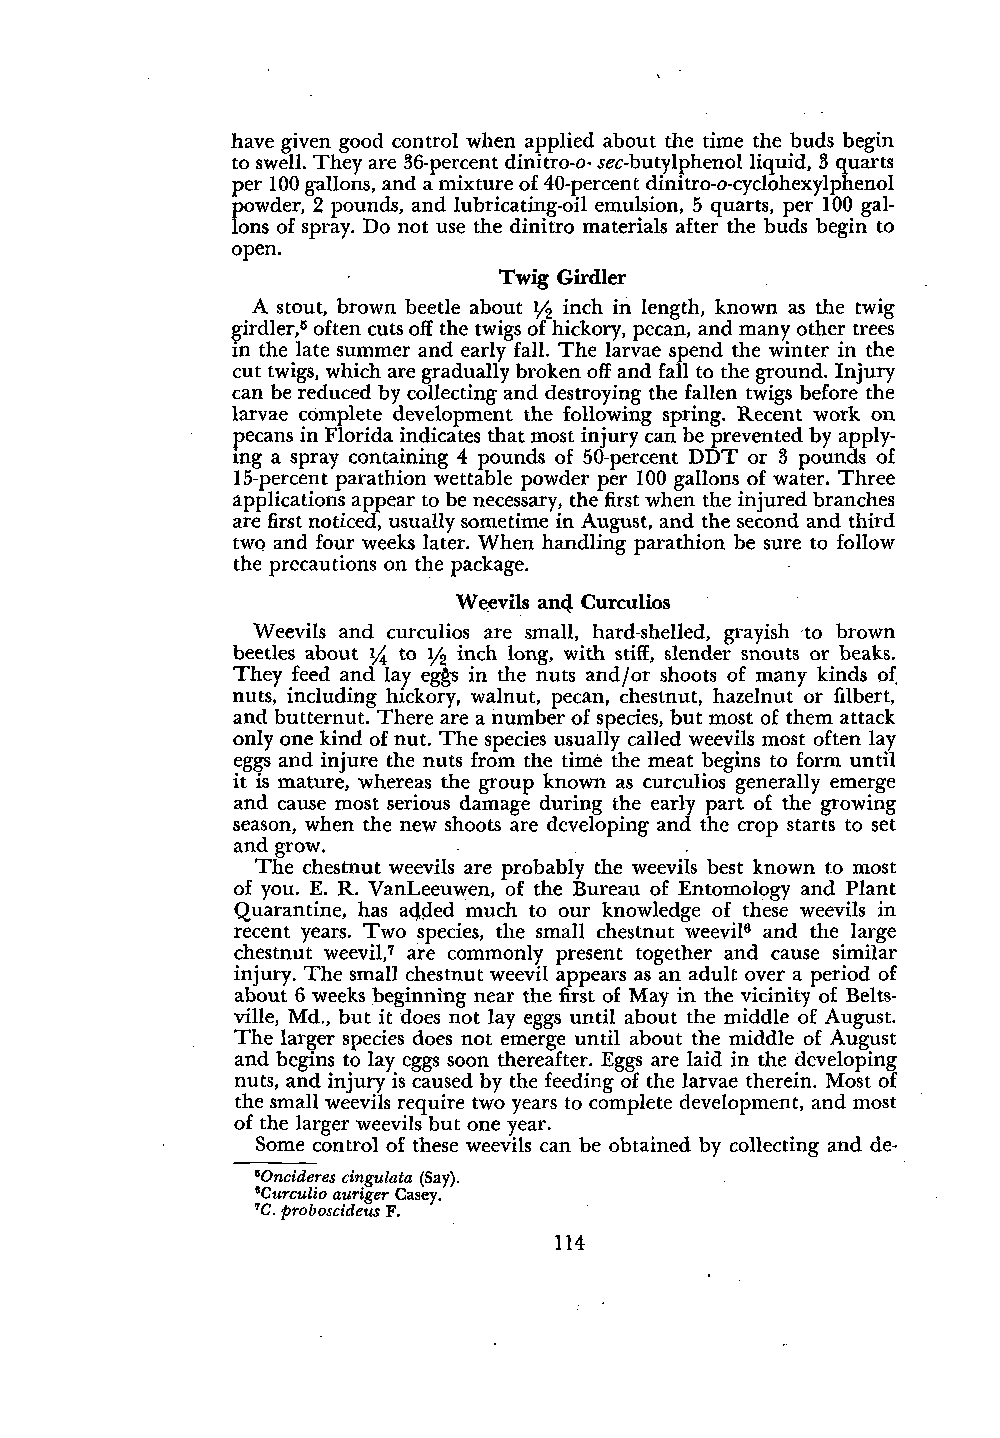 have given good control when applied about the time the buds begin
to swell. They are 36-percent dinitro-o- sec-butylphenol liquid, 3 quarts
per 100 gallons, and a mixture of 40-percent dinitro-o-cyclohexylphenol
powder, 2 pounds, and lubricating-oil emulsion, 5 quarts, per 100 gal-
lons of spray. Do not use the dinitro materials after the buds begin to
open.
Twig Girdler
A stout, brown beetle about ½ inch in length, known as the twig
girdler,⁵ often cuts off the twigs of hickory, pecan, and many other trees
in the late summer and early fall. The larvae spend the winter in the
cut twigs, which are gradually broken off and fall to the ground. Injury
can be reduced by collecting and destroying the fallen twigs before the
larvae complete development the following spring. Recent work on
pecans in Florida indicates that most injury can be prevented by apply-
ing a spray containing 4 pounds of 50-percent DDT or 3 pounds of
15-percent parathion wettable powder per 100 gallons of water. Three
applications appear to be necessary, the first when the injured branches
are first noticed, usually sometime in August, and the second and third
two and four weeks later. When handling parathion be sure to follow
the precautions on the package.
Weevils and Curculios
Weevils and curculios are small, hard-shelled, grayish to brown
beetles about ¼ to ½ inch long, with stiff, slender snouts or beaks.
They feed and lay eggs in the nuts and/or shoots of many kinds of
nuts, including hickory, walnut, pecan, chestnut, hazelnut or filbert,
and butternut. There are a number of species, but most of them attack
only one kind of nut. The species usually called weevils most often lay
eggs and injure the nuts from the time the meat begins to form until
it is mature, whereas the group known as curculios generally emerge
and cause most serious damage during the early part of the growing
season, when the new shoots are developing and the crop starts to set
and grow.
The chestnut weevils are probably the weevils best known to most
of you. E. R. VanLeeuwen, of the Bureau of Entomology and Plant
Quarantine, has added much to our knowledge of these weevils in
recent years. Two species, the small chestnut weevil⁶ and the large
chestnut weevil,⁷ are commonly present together and cause similar
injury. The small chestnut weevil appears as an adult over a period of
about 6 weeks beginning near the first of May in the vicinity of Belts-
ville, Md., but it does not lay eggs until about the middle of August.
The larger species does not emerge until about the middle of August
and begins to lay eggs soon thereafter. Eggs are laid in the developing
nuts, and injury is caused by the feeding of the larvae therein. Most of
the small weevils require two years to complete development, and most
of the larger weevils but one year.
Some control of these weevils can be obtained by collecting and de-
⁵Oncideres cingulata (Say).
⁶Curculio auriger Casey.
⁷C. proboscideus F.
114